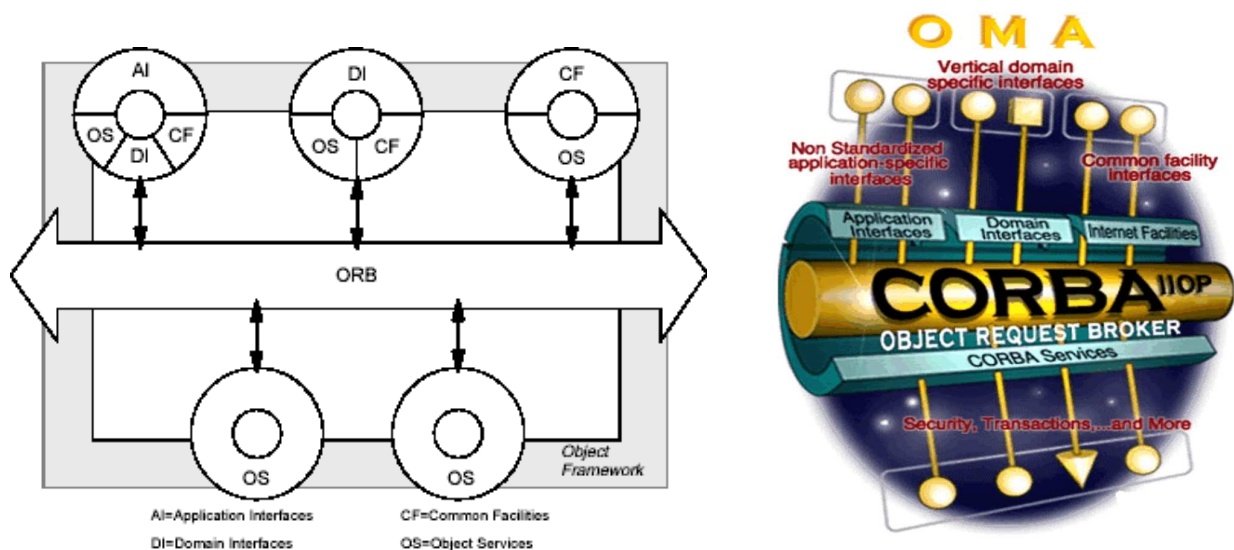 AI
OS
CF
DI
DI
OS
CF
CF
OS
ORB
OS
OS
Object
Framework
AI=Application Interfaces
CF=Common Facilities
DI=Domain Interfaces
OS=Object Services
OMA
Vertical domain
specific interfaces
Non Standardized
application-specific
interfaces
Common facility
interfaces
Application
Interfaces
Domain
Interfaces
Internet Facilities
CORBA IIOP
OBJECT REQUEST BROKER
CORBA Services
Security, Transactions,...and More